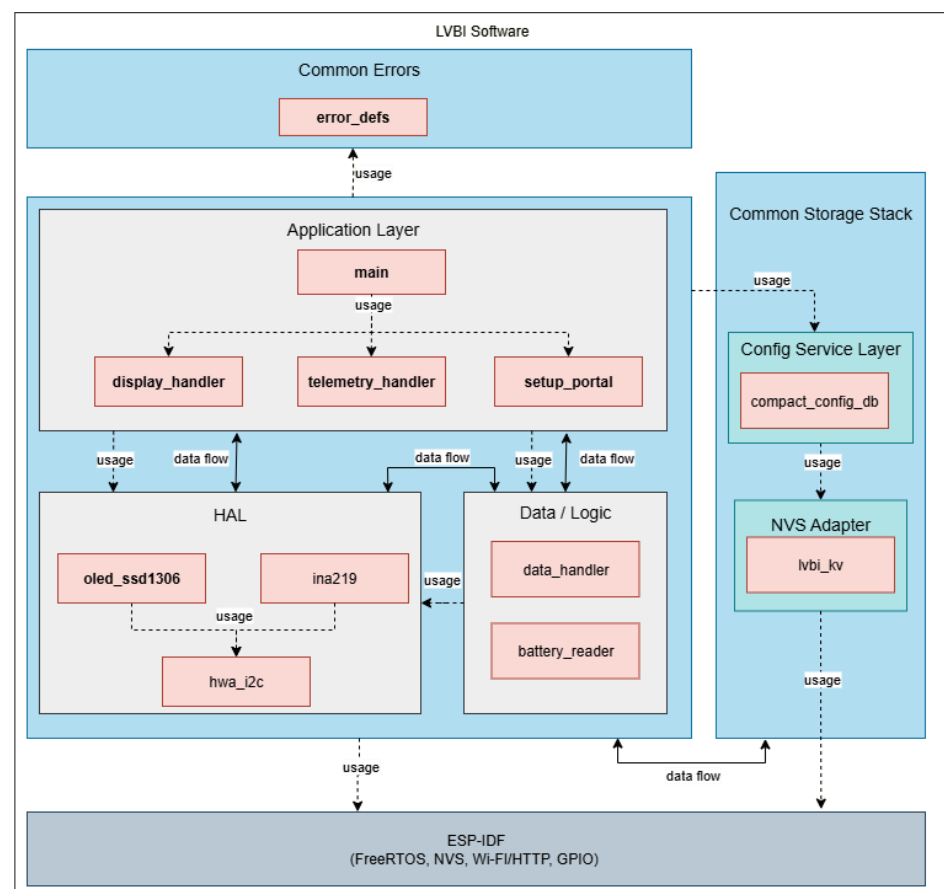 LVBI Software
Common Errors
error_defs
usage
Application Layer
main
usage
display_handler
telemetry_handler
setup_portal
usage
Common Storage Stack
Config Service Layer
compact_config_db
usage
NVS Adapter
lvbi_kv
usage
usage
data flow
data flow
usage
data flow
HAL
oled_ssd1306
ina219
usage
hwa_i2c
usage
Data / Logic
data_handler
battery_reader
usage
data flow
ESP-IDF
(FreeRTOS, NVS, Wi-FI/HTTP, GPIO)